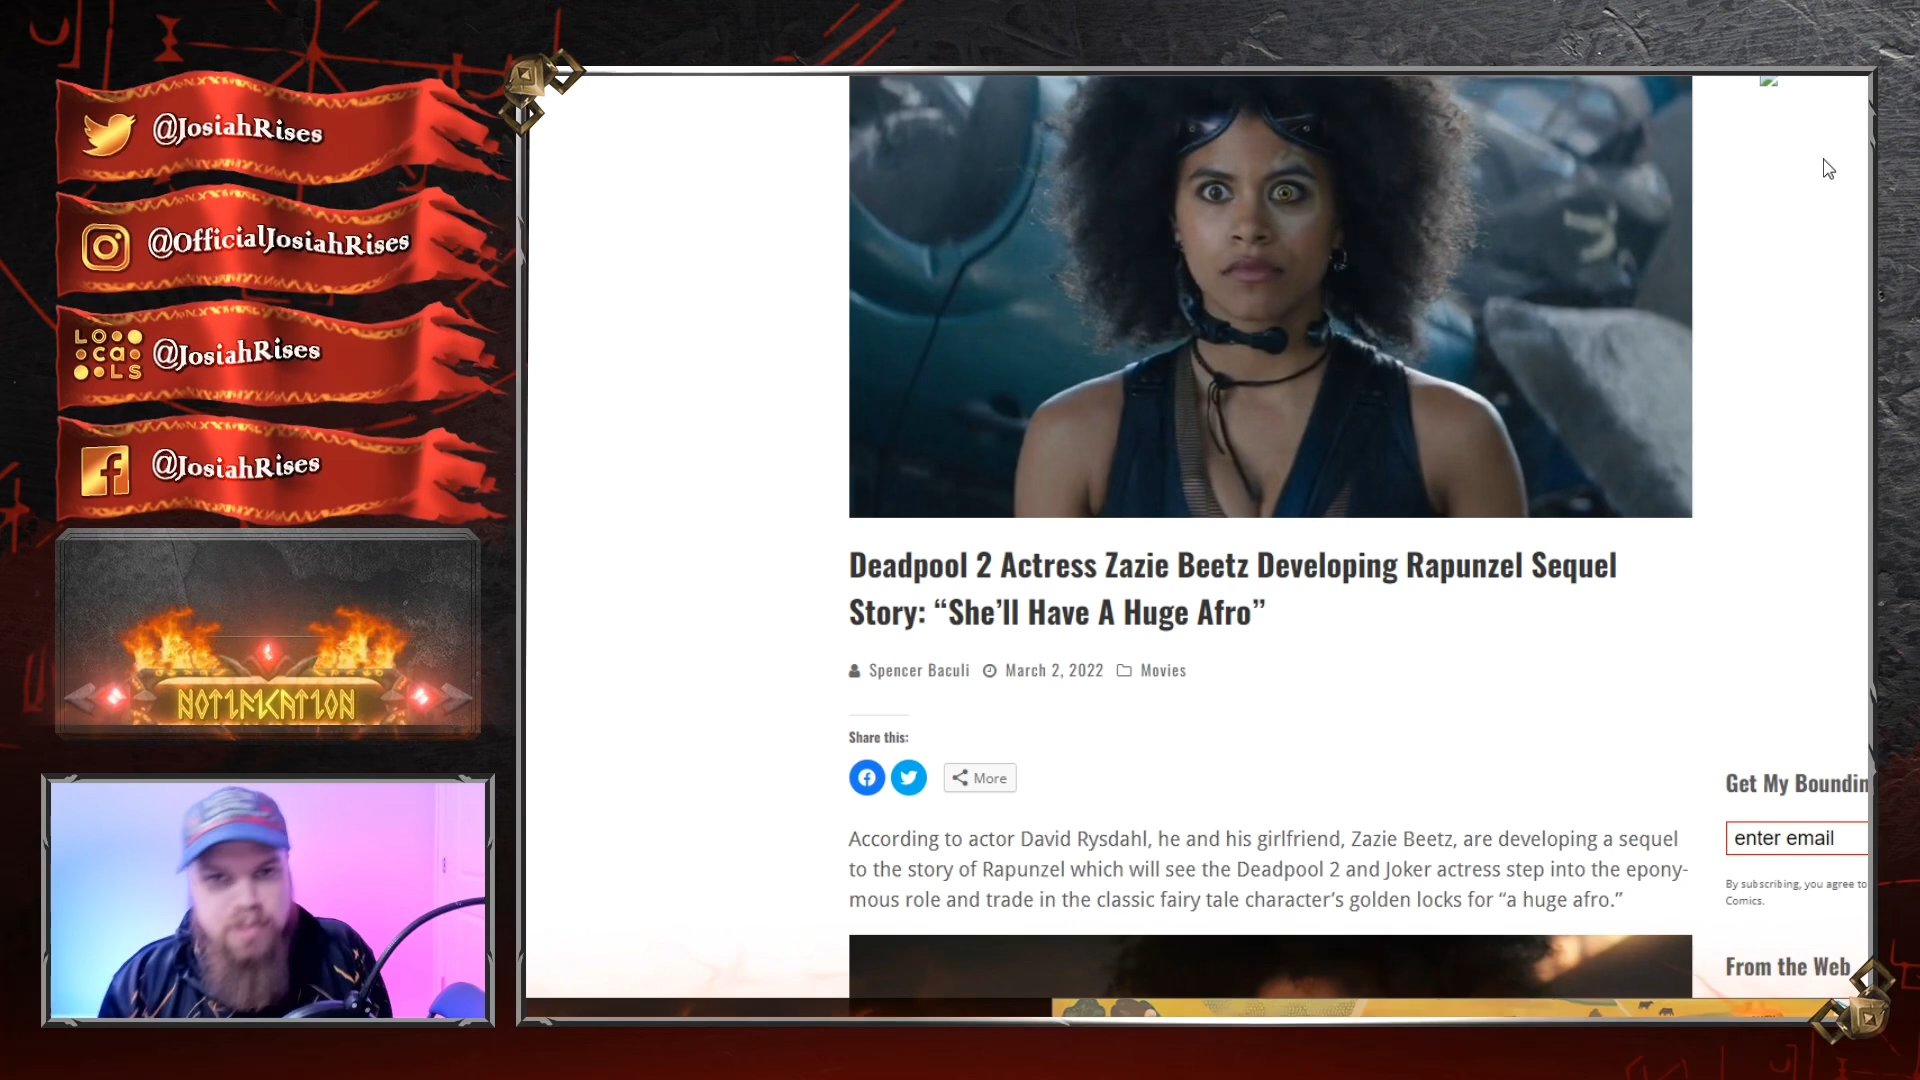 @JosiahRises
@OfficialJosiahRises
LO
ca
LS
@JosiahRises
@JosiahRises
NOTIFICATION
Deadpool 2 Actress Zazie Beetz Developing Rapunzel Sequel
Story: “She’ll Have A Huge Afro”
Spencer Baculi March 2, 2022 Movies
Share this:
More
According to actor David Rysdahl, he and his girlfriend, Zazie Beetz, are developing a sequel
to the story of Rapunzel which will see the Deadpool 2 and Joker actress step into the epony-
mous role and trade in the classic fairy tale character’s golden locks for “a huge afro.”
Get My Boundin
enter email
By subscribing, you agree to
Comics.
From the Web